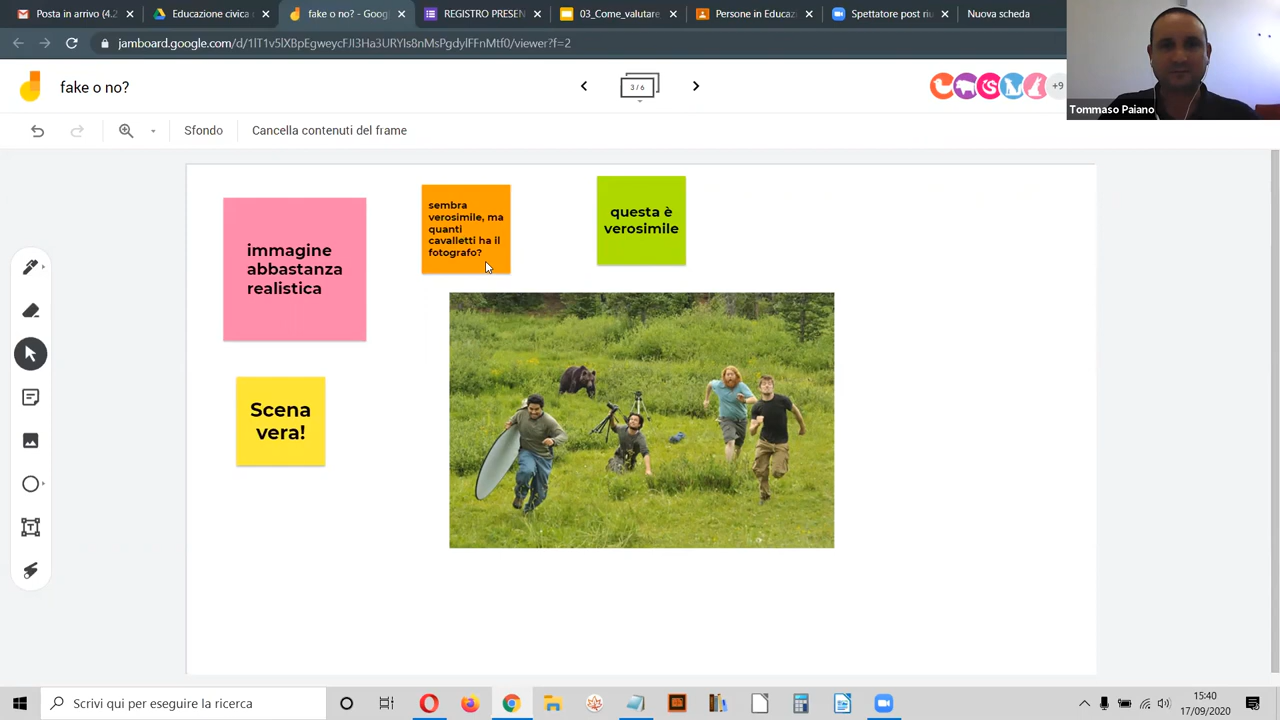 Posta in arrivo (4.2
Educazione civica
fake o no? - Goog
REGISTRO PRESEN
03_Come_valutare
Persone in Educaz
Spettatore post riu
Nuova scheda
jamboard.google.com/d/1lT1v5lXBpEgweycFJI3Ha3URYls8nMsPgdylFFnMtf0/viewer?f=2
fake o no?
3 / 6
+9
Tommaso Paiano
Sfondo
Cancella contenuti del frame
immagine
abbastanza
realistica
sembra
verosimile, ma
quanti
cavalletti ha il
fotografo?
questa è
verosimile
Scena
vera!
Scrivi qui per eseguire la ricerca
15:40
17/09/2020